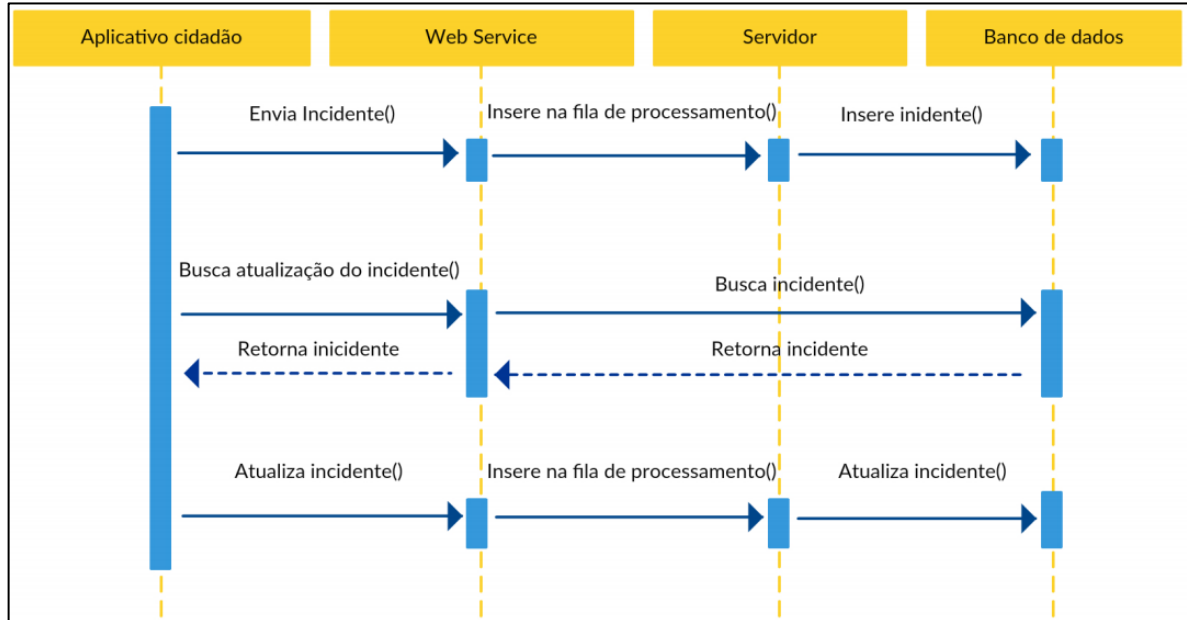 Aplicativo cidadão
Web Service
Servidor
Banco de dados
Envia Incidente()
Insere na fila de processamento()
Insere inidente()
Busca atualização do incidente()
Busca incidente()
Retorna inicidente
Retorna incidente
Atualiza incidente()
Insere na fila de processamento()
Atualiza incidente()